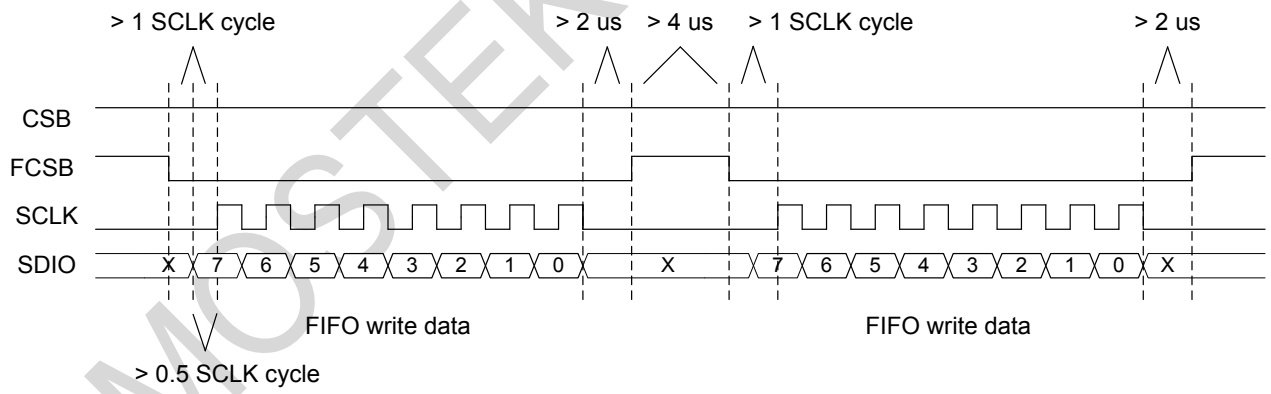 > 1 SCLK cycle > 2 us > 4 us > 1 SCLK cycle > 2 us
CSB
FCSB
SCLK
SDIO X 7 6 5 4 3 2 1 0 X 7 6 5 4 3 2 1 0 X
FIFO write data FIFO write data
> 0.5 SCLK cycle
MOSTEK